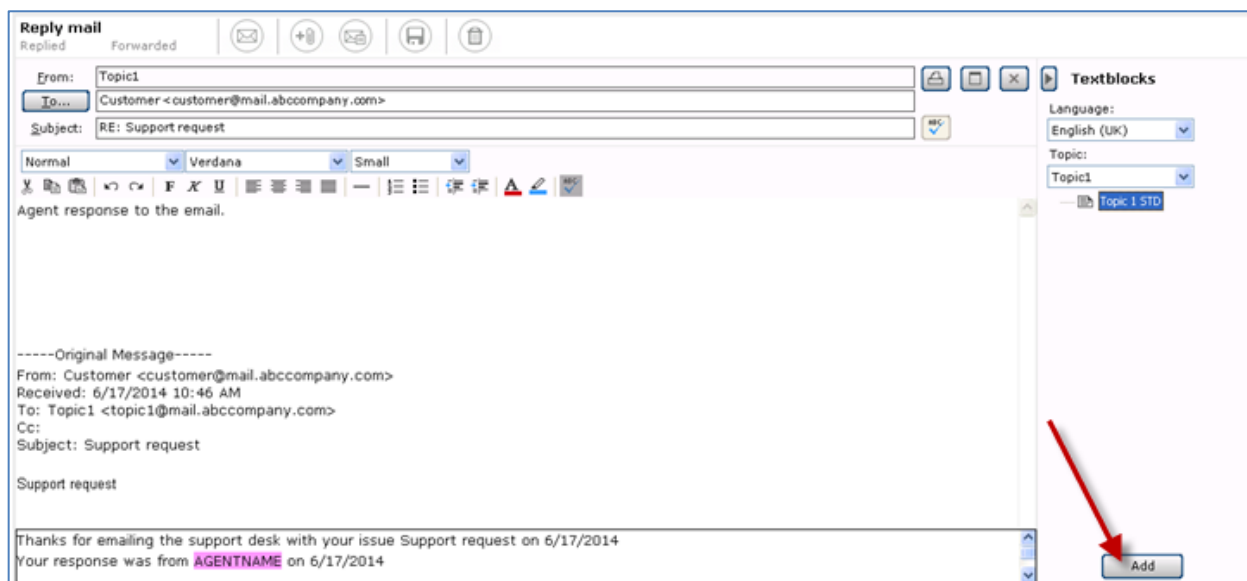 Reply mail
Replied Forwarded
From: Topic1
To... Customer <customer@mail.abccompany.com>
Subject: RE: Support request
ABC
Normal Verdana Small
F K U A ABC
Agent response to the email.
-----Original Message-----
From: Customer <customer@mail.abccompany.com>
Received: 6/17/2014 10:46 AM
To: Topic1 <topic1@mail.abccompany.com>
Cc:
Subject: Support request
Support request
Thanks for emailing the support desk with your issue Support request on 6/17/2014
Your response was from AGENTNAME on 6/17/2014
Textblocks
Language:
English (UK)
Topic:
Topic1
Topic 1 STD
Add